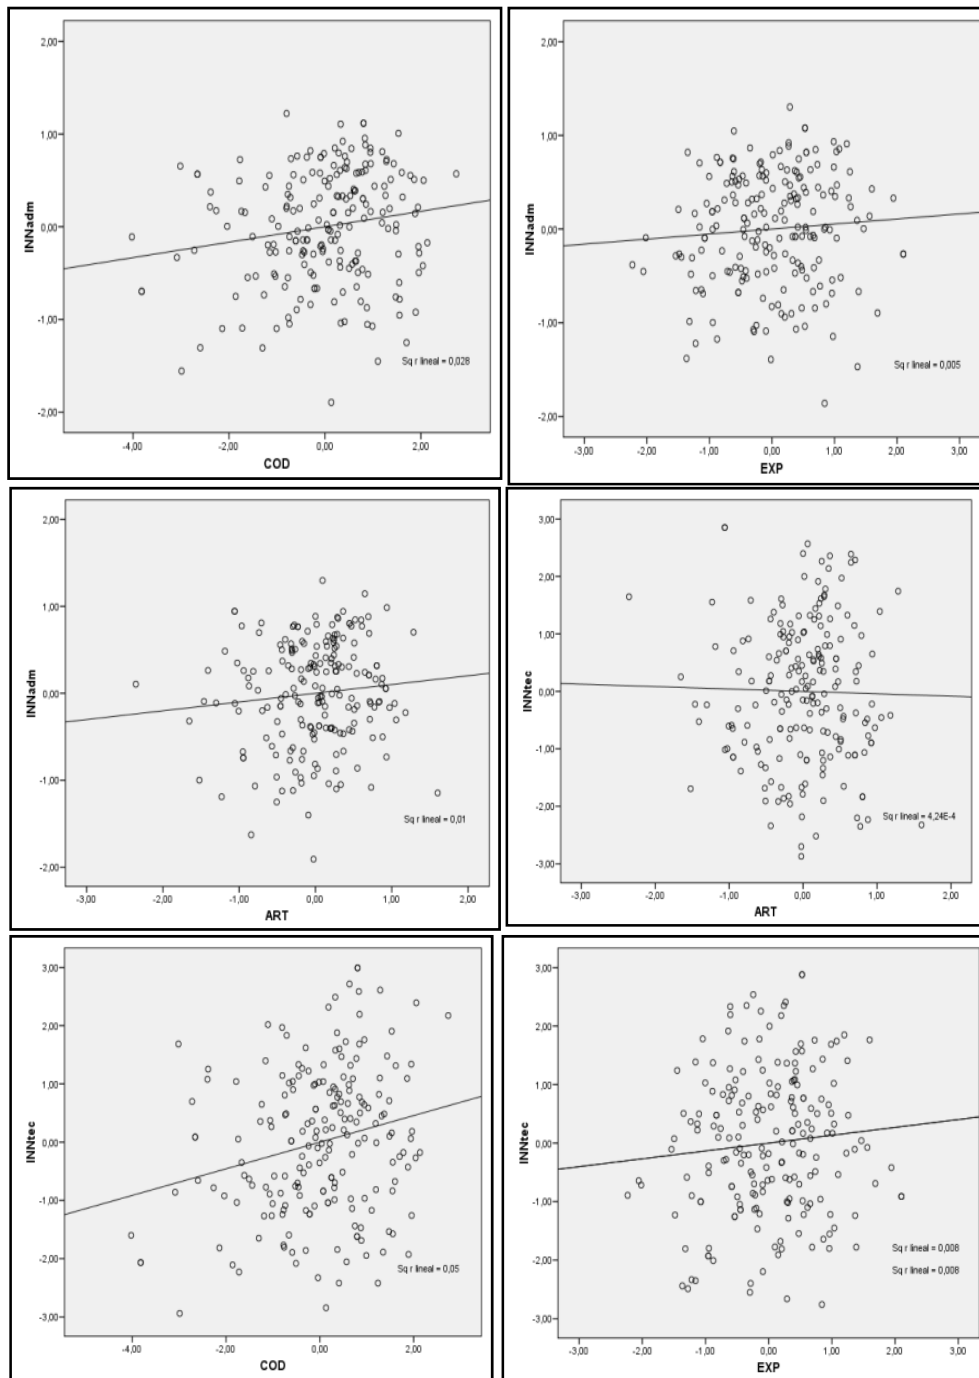 2,00
1,00
INNadm
0,00
-1,00
Sq r lineal = 0,028
-2,00
-4,00 -2,00 0,00 2,00
COD
2,00
1,00
INNadm
0,00
-1,00
Sq r lineal = 0,005
-2,00
-3,00 -2,00 -1,00 0,00 1,00 2,00 3,00
EXP
2,00
1,00
INNadm
0,00
-1,00
Sq r lineal = 0,01
-2,00
-3,00 -2,00 -1,00 0,00 1,00 2,00
ART
3,00
2,00
1,00
INNtec
0,00
-1,00
Sq r lineal = 4,24E-4
-2,00
-3,00
-3,00 -2,00 -1,00 0,00 1,00 2,00
ART
3,00
2,00
1,00
INNtec
0,00
-1,00
-2,00
Sq r lineal = 0,05
-3,00
-4,00 -2,00 0,00 2,00
COD
3,00
2,00
1,00
INNtec
0,00
-1,00
Sq r lineal = 0,008
-2,00
Sq r lineal = 0,008
-3,00
-3,00 -2,00 -1,00 0,00 1,00 2,00 3,00
EXP